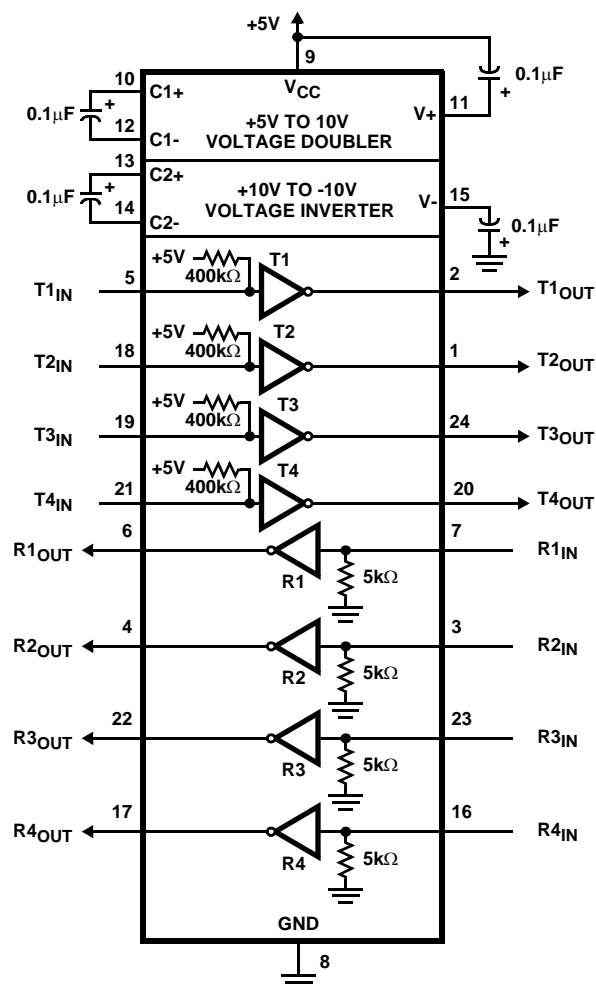 +5V
9
10
C1+
VCC
0.1µF
+
+5V TO 10V
VOLTAGE DOUBLER
V+
11
0.1µF
+
12
C1-
13
C2+
0.1µF
+
+10V TO -10V
VOLTAGE INVERTER
V-
15
0.1µF
+
14
C2-
+5V
400kΩ
T1
T1IN
5
2
T1OUT
+5V
400kΩ
T2
T2IN
18
1
T2OUT
+5V
400kΩ
T3
T3IN
19
24
T3OUT
+5V
400kΩ
T4
T4IN
21
20
T4OUT
R1OUT
6
7
R1IN
R1
5kΩ
R2OUT
4
3
R2IN
R2
5kΩ
R3OUT
22
23
R3IN
R3
5kΩ
R4OUT
17
16
R4IN
R4
5kΩ
GND
8